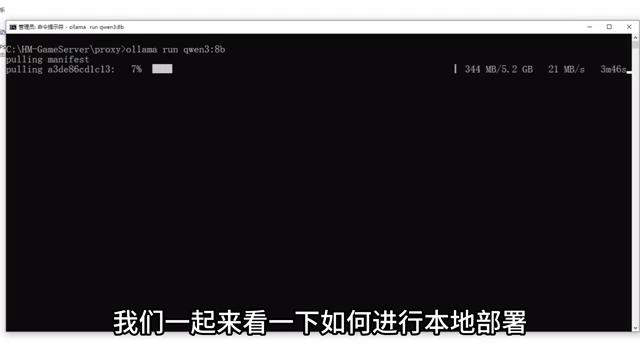 管理员: 命令提示符 - ollama  run qwen3:8b
C:\HM-GameServer\proxy>ollama run qwen3:8b
pulling manifest
pulling a3de86cd1c13:   7% 344 MB/5.2 GB   21 MB/s   3m46s
我们一起来看一下如何进行本地部署